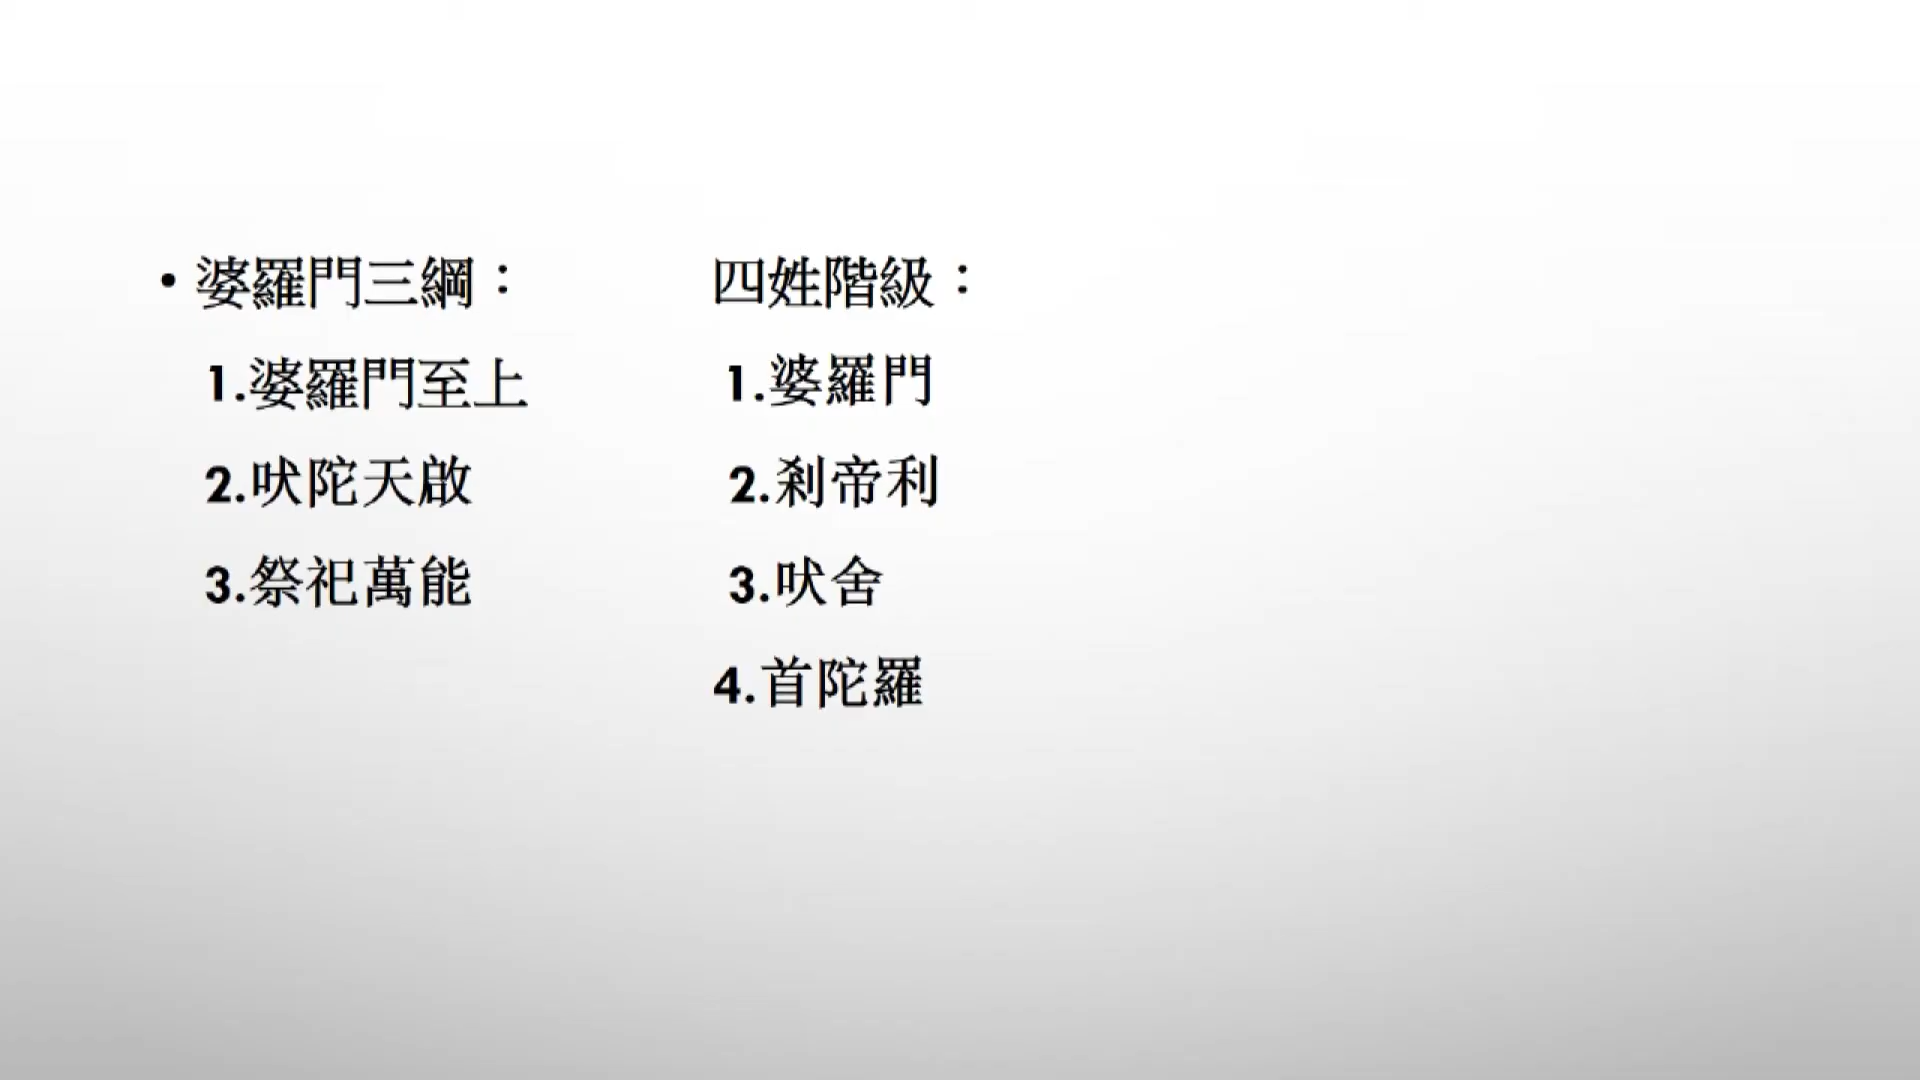 • 婆羅門三綱：
1.婆羅門至上
2.吠陀天啟
3.祭祀萬能
四姓階級：
1.婆羅門
2.剎帝利
3.吠舍
4.首陀羅